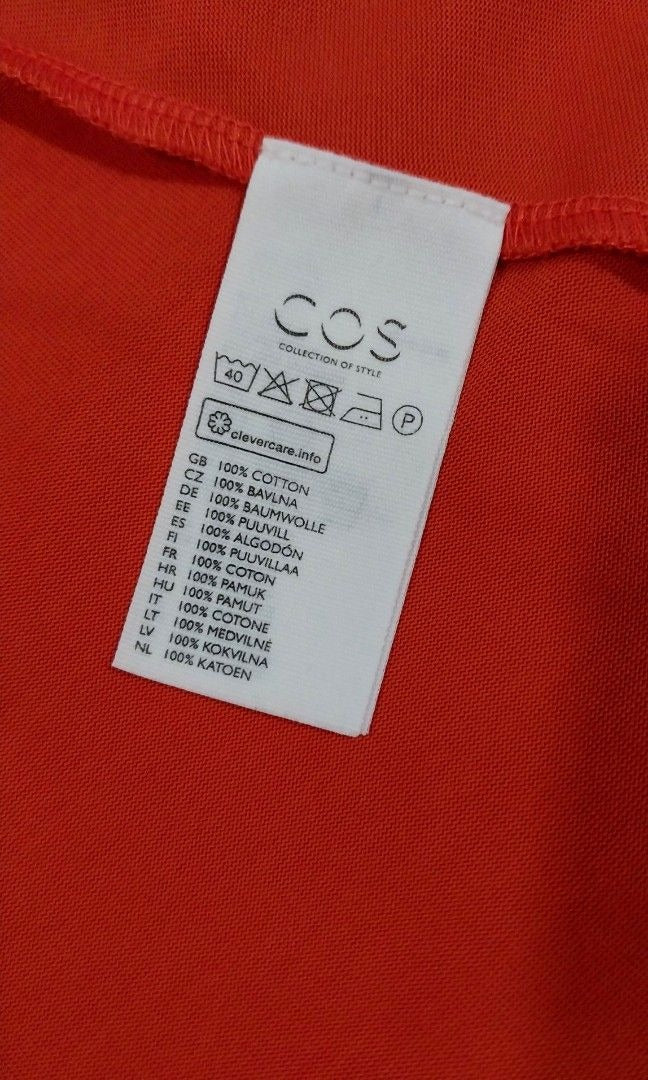 COS
COLLECTION OF STYLE
40 P
clevercare.info
GB 100% COTTON
CZ 100% BAVLNA
DE 100% BAUMWOLLE
EE 100% PUUVILL
ES 100% ALGODÓN
FI 100% PUUVILLAA
FR 100% COTON
HR 100% PAMUK
HU 100% PAMUT
IT 100% COTONE
LT 100% MEDVILNĖ
LV 100% KOKVILNA
NL 100% KATOEN